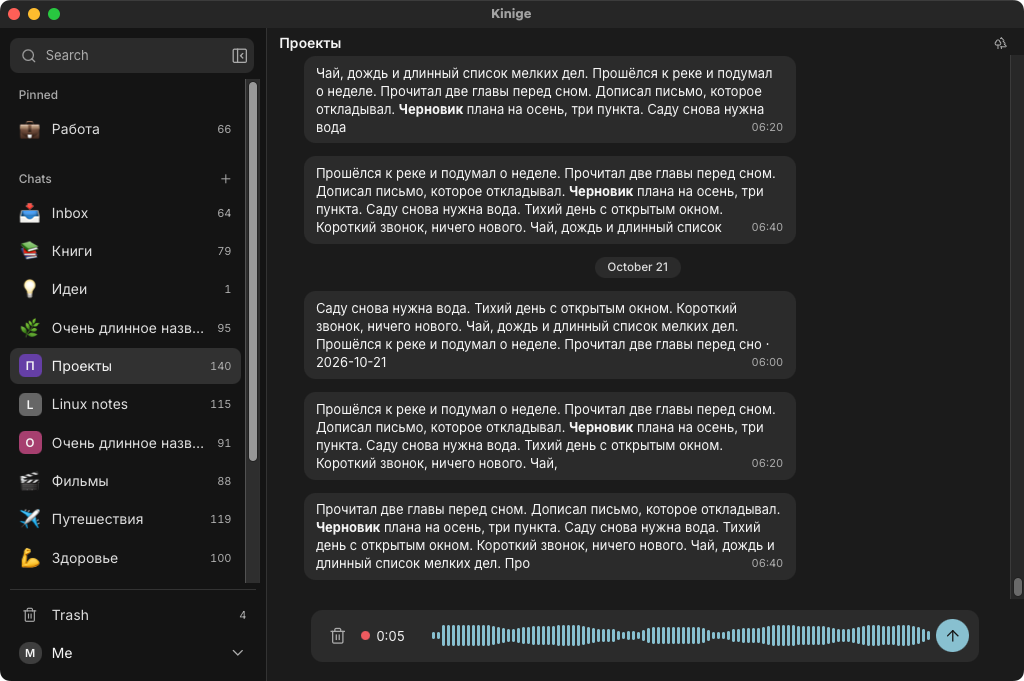 Kinige
Search
Pinned
Работа 66
Chats +
Inbox 64
Книги 79
Идеи 1
Очень длинное назв... 95
П Проекты 140
L Linux notes 115
О Очень длинное назв... 91
Фильмы 88
Путешествия 119
Здоровье 100
Trash 4
M Me
Проекты
Чай, дождь и длинный список мелких дел. Прошёлся к реке и подумал
о неделе. Прочитал две главы перед сном. Дописал письмо, которое
откладывал. Черновик плана на осень, три пункта. Саду снова нужна
вода 06:20
Прошёлся к реке и подумал о неделе. Прочитал две главы перед сном.
Дописал письмо, которое откладывал. Черновик плана на осень, три
пункта. Саду снова нужна вода. Тихий день с открытым окном.
Короткий звонок, ничего нового. Чай, дождь и длинный список 06:40
October 21
Саду снова нужна вода. Тихий день с открытым окном. Короткий
звонок, ничего нового. Чай, дождь и длинный список мелких дел.
Прошёлся к реке и подумал о неделе. Прочитал две главы перед сно ·
2026-10-21 06:00
Прошёлся к реке и подумал о неделе. Прочитал две главы перед сном.
Дописал письмо, которое откладывал. Черновик плана на осень, три
пункта. Саду снова нужна вода. Тихий день с открытым окном.
Короткий звонок, ничего нового. Чай, 06:20
Прочитал две главы перед сном. Дописал письмо, которое откладывал.
Черновик плана на осень, три пункта. Саду снова нужна вода. Тихий
день с открытым окном. Короткий звонок, ничего нового. Чай, дождь и
длинный список мелких дел. Про 06:40
0:05